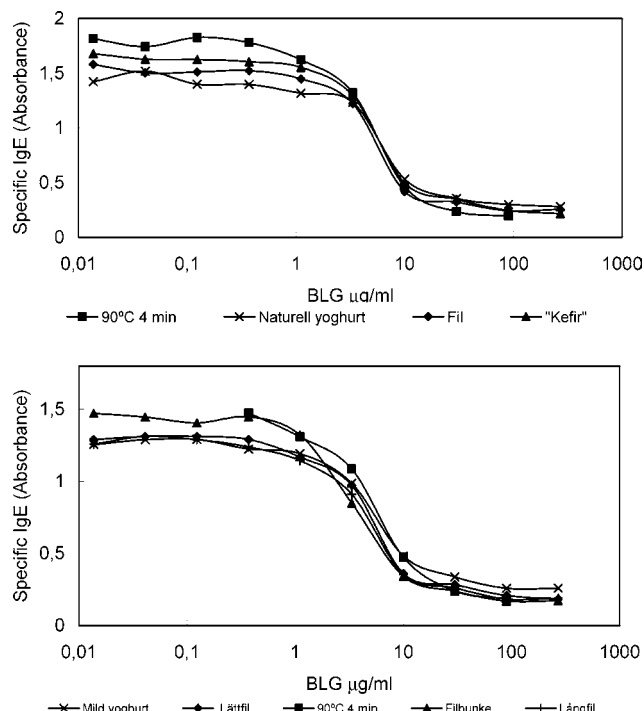 2
1,5
1
0,5
0
Specific IgE (Absorbance)
0,01 0,1 1 10 100 1000
BLG µg/ml
90ºC 4 min Naturell yoghurt Fil "Kefir"
1,5
1
0,5
0
Specific IgE (Absorbance)
0,01 0,1 1 10 100 1000
BLG µg/ml
Mild yoghurt Lättfil 90ºC 4 min Filbunke Långfil